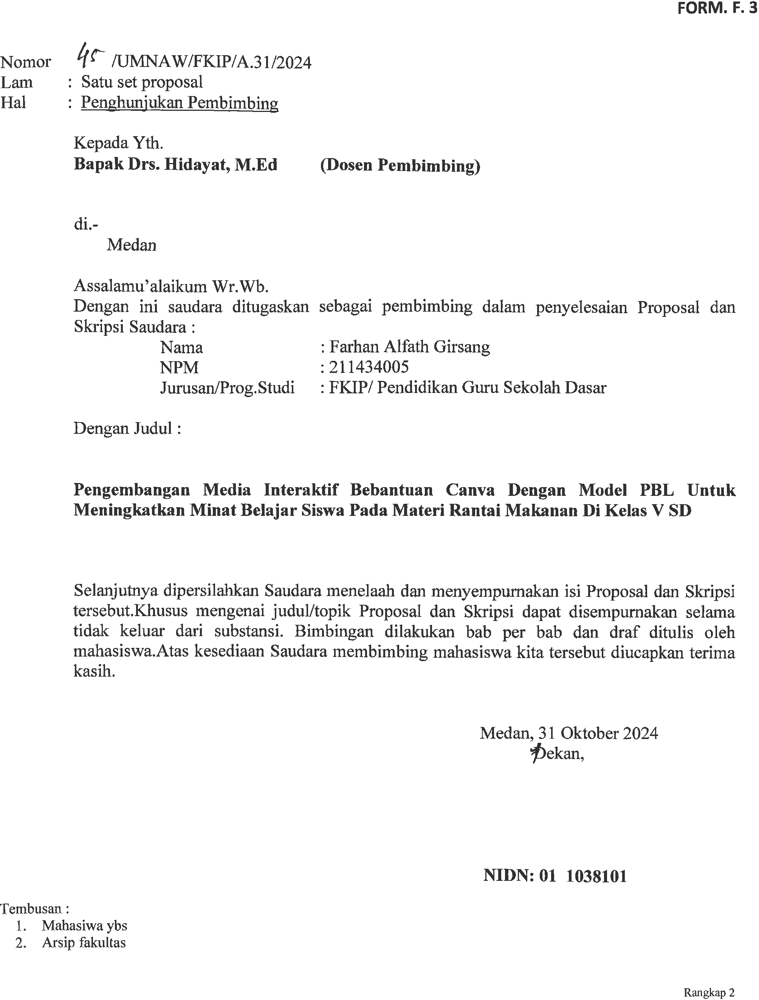 FORM. F. 3
Nomor 45 /UMNAW/FKIP/A.31/2024
Lam : Satu set proposal
Hal : Penghunjukan Pembimbing
Kepada Yth.
Bapak Drs. Hidayat, M.Ed (Dosen Pembimbing)
di.-
Medan
Assalamu’alaikum Wr.Wb.
Dengan ini saudara ditugaskan sebagai pembimbing dalam penyelesaian Proposal dan
Skripsi Saudara :
Nama : Farhan Alfath Girsang
NPM : 211434005
Jurusan/Prog.Studi : FKIP/ Pendidikan Guru Sekolah Dasar
Dengan Judul :
Pengembangan Media Interaktif Bebantuan Canva Dengan Model PBL Untuk
Meningkatkan Minat Belajar Siswa Pada Materi Rantai Makanan Di Kelas V SD
Selanjutnya dipersilahkan Saudara menelaah dan menyempurnakan isi Proposal dan Skripsi
tersebut.Khusus mengenai judul/topik Proposal dan Skripsi dapat disempurnakan selama
tidak keluar dari substansi. Bimbingan dilakukan bab per bab dan draf ditulis oleh
mahasiswa.Atas kesediaan Saudara membimbing mahasiswa kita tersebut diucapkan terima
kasih.
Medan, 31 Oktober 2024
Dekan,
NIDN: 01 1038101
Tembusan :
1. Mahasiwa ybs
2. Arsip fakultas
Rangkap 2